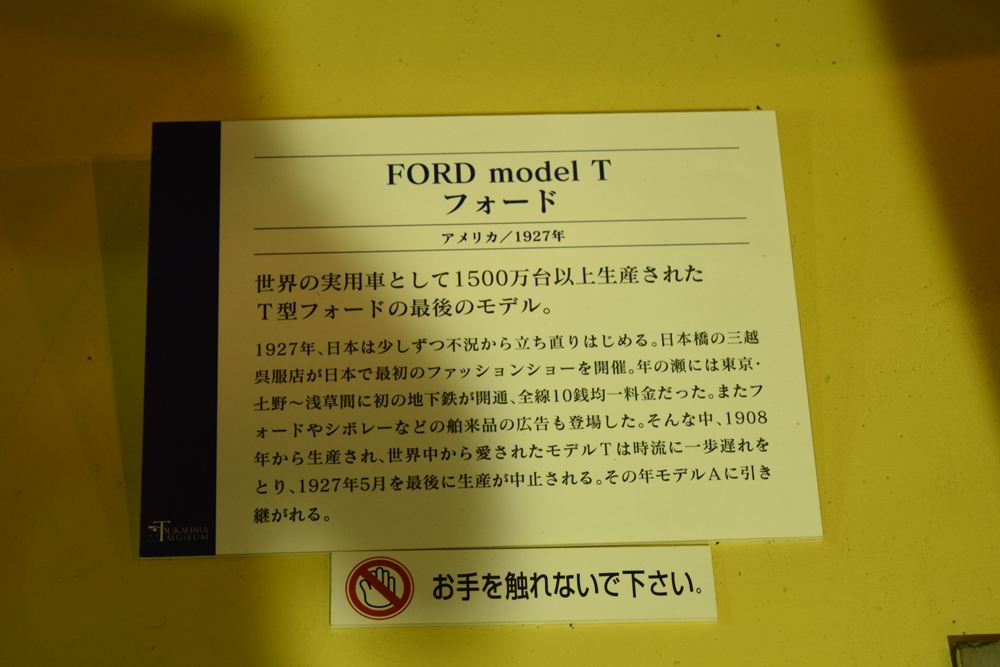 FORD model T
フォード
アメリカ／1927年
世界の実用車として1500万台以上生産された
T型フォードの最後のモデル。
1927年、日本は少しずつ不況から立ち直りはじめる。日本橋の三越
呉服店が日本で最初のファッションショーを開催。年の瀬には東京・
土野～浅草間に初の地下鉄が開通、全線10銭均一料金だった。またフ
ォードやシボレーなどの舶来品の広告も登場した。そんな中、1908
年から生産され、世界中から愛されたモデルTは時流に一歩遅れを
とり、1927年5月を最後に生産が中止される。その年モデルAに引き
継がれる。
TSUKAHARA
MUSEUM
お手を触れないで下さい。